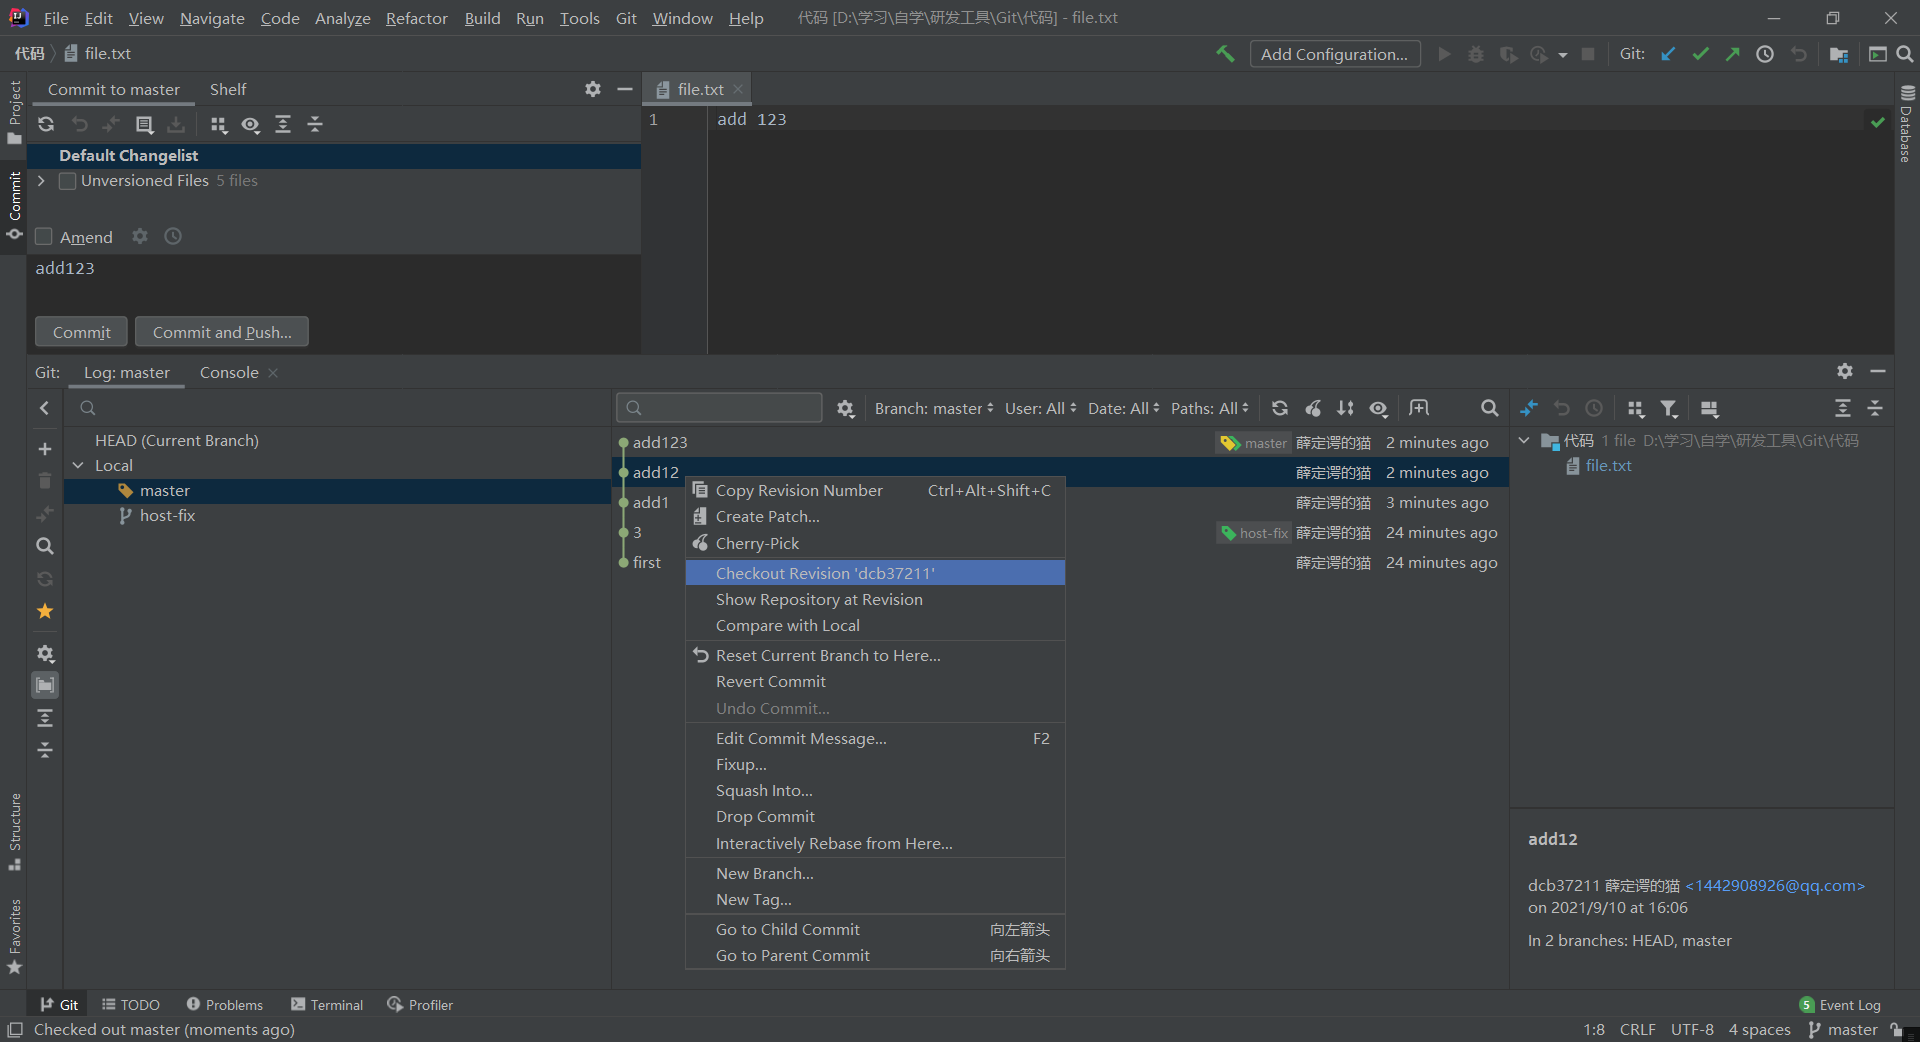 File Edit View Navigate Code Analyze Refactor Build Run Tools Git Window Help 代码 [D:\学习\自学\研发工具\Git\代码] - file.txt
代码 file.txt Add Configuration... Git:
Project
Commit
Structure
Favorites
Database
Commit to master Shelf
file.txt
Default Changelist
Unversioned Files 5 files
Amend
add123
Commit Commit and Push...
1 add 123
Git: Log: master Console
Branch: master User: All Date: All Paths: All
HEAD (Current Branch)
Local
master
host-fix
add123 master 薛定谔的猫 2 minutes ago
add12 薛定谔的猫 2 minutes ago
add1 薛定谔的猫 3 minutes ago
3 host-fix 薛定谔的猫 24 minutes ago
first 薛定谔的猫 24 minutes ago
Copy Revision Number Ctrl+Alt+Shift+C
Create Patch...
Cherry-Pick
Checkout Revision 'dcb37211'
Show Repository at Revision
Compare with Local
Reset Current Branch to Here...
Revert Commit
Undo Commit...
Edit Commit Message... F2
Fixup...
Squash Into...
Drop Commit
Interactively Rebase from Here...
New Branch...
New Tag...
Go to Child Commit 向左箭头
Go to Parent Commit 向右箭头
代码 1 file D:\学习\自学\研发工具\Git\代码
file.txt
add12
dcb37211 薛定谔的猫 <1442908926@qq.com>
on 2021/9/10 at 16:06
In 2 branches: HEAD, master
Git TODO Problems Terminal Profiler 5 Event Log
Checked out master (moments ago) 1:8 CRLF UTF-8 4 spaces master